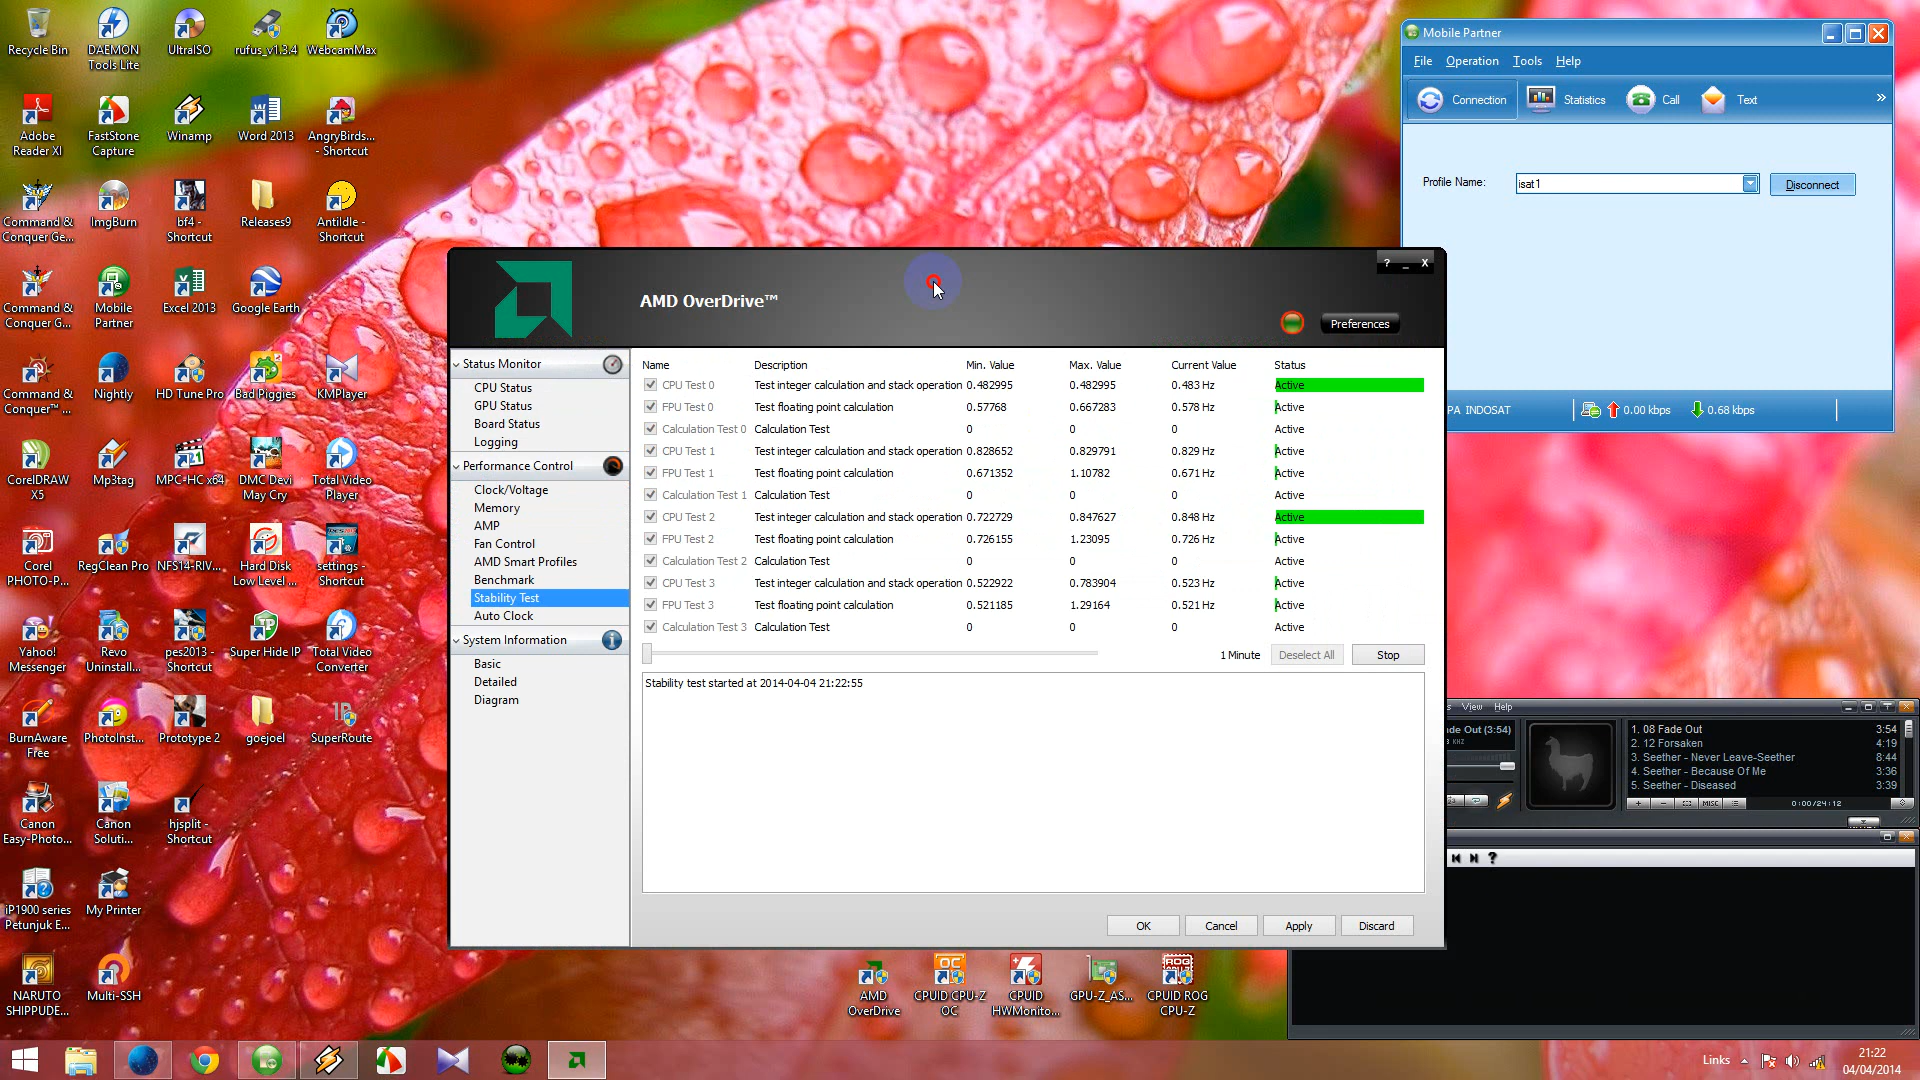 Recycle Bin
DAEMON Tools Lite
UltraISO
rufus_v1.3.4
WebcamMax
Adobe Reader XI
FastStone Capture
Winamp
Word 2013
AngryBirds... - Shortcut
Command & Conquer Ge...
ImgBurn
bf4 - Shortcut
Releases9
AntiIdle - Shortcut
Command & Conquer G...
Mobile Partner
Excel 2013
Google Earth
Command & Conquer™ ...
Nightly
HD Tune Pro
Bad Piggies
KMPlayer
CorelDRAW X5
Mp3tag
MPC-HC x64
DMC Devi May Cry
Total Video Player
Corel PHOTO-P...
RegClean Pro
NFS14-RIV...
Hard Disk Low Level ...
settings - Shortcut
Yahoo! Messenger
Revo Uninstall...
pes2013 - Shortcut
Super Hide IP
Total Video Converter
BurnAware Free
PhotoInst...
Prototype 2
goejoel
SuperRoute
Canon Easy-Photo...
Canon Soluti...
hjsplit - Shortcut
iP1900 series Petunjuk E...
My Printer
NARUTO SHIPPUDE...
Multi-SSH
AMD OverDrive
CPUID CPU-Z OC
CPUID HWMonito...
GPU-Z_AS...
CPUID ROG CPU-Z
Mobile Partner
File Operation Tools Help
Connection Statistics Call Text »
Profile Name: isat1 Disconnect
PA INDOSAT 0.00 kbps 0.68 kbps
AMD OverDrive™
? _ X
Preferences
Status Monitor
CPU Status
GPU Status
Board Status
Logging
Performance Control
Clock/Voltage
Memory
AMP
Fan Control
AMD Smart Profiles
Benchmark
Stability Test
Auto Clock
System Information
Basic
Detailed
Diagram
Name Description Min. Value Max. Value Current Value Status
CPU Test 0 Test integer calculation and stack operation 0.482995 0.482995 0.483 Hz Active
FPU Test 0 Test floating point calculation 0.57768 0.667283 0.578 Hz Active
Calculation Test 0 Calculation Test 0 0 0 Active
CPU Test 1 Test integer calculation and stack operation 0.828652 0.829791 0.829 Hz Active
FPU Test 1 Test floating point calculation 0.671352 1.10782 0.671 Hz Active
Calculation Test 1 Calculation Test 0 0 0 Active
CPU Test 2 Test integer calculation and stack operation 0.722729 0.847627 0.848 Hz Active
FPU Test 2 Test floating point calculation 0.726155 1.23095 0.726 Hz Active
Calculation Test 2 Calculation Test 0 0 0 Active
CPU Test 3 Test integer calculation and stack operation 0.522922 0.783904 0.523 Hz Active
FPU Test 3 Test floating point calculation 0.521185 1.29164 0.521 Hz Active
Calculation Test 3 Calculation Test 0 0 0 Active
1 Minute Deselect All Stop
Stability test started at 2014-04-04 21:22:55
OK Cancel Apply Discard
s View Help
de Out (3:54)
KHZ
1. 08 Fade Out 3:54
2. 12 Forsaken 4:19
3. Seether - Never Leave-Seether 8:44
4. Seether - Because Of Me 3:36
5. Seether - Diseased 3:39
MISC 0:00/24:12
?
Links
21:22
04/04/2014